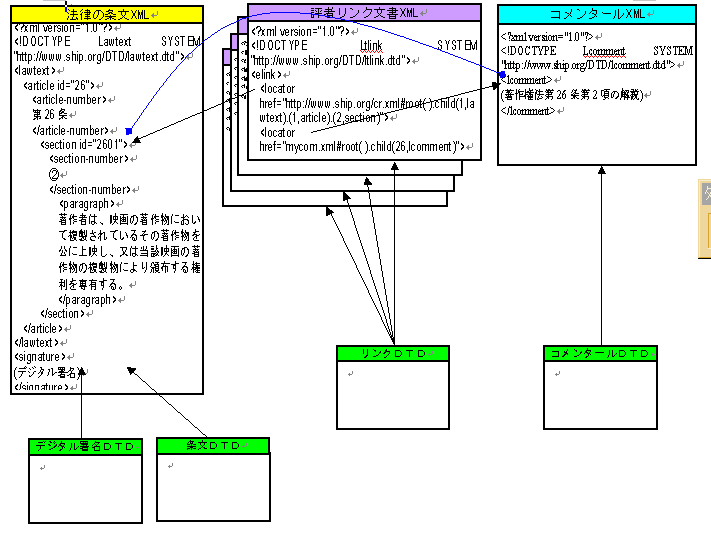 法律の条文XML
<?xml version="1.0"?>
<!DOCTYPE Lawtext SYSTEM
"http://www.ship.org/DTD/lawtext.dtd">
<lawtext>
<article id="26">
<article-number>
第 26 条
</article-number>
<section id="2601">
<section-number>
②
</section-number>
<paragraph>
著作者は、映画の著作物におい
て複製されているその著作物を
公に上映し、又は当該映画の著
作物の複製物により頒布する権
利を専有する。
</paragraph>
</section>
</article>
</lawtext>
<signature>
(デジタル署名)
</signature>
評者リンク文書XML
<?xml version="1.0"?>
<!DOCTYPE Ltlink SYSTEM
"http://www.ship.org/DTD/ltlink.dtd">
<elink>
<locator
href="http://www.ship.org/cr.xml#root( ).child(1,la
wtext).(1,article).(2,section)">
<locator
href="mycom.xml#root( ).child(26,lcomment)">
コメンタールXML
<?xml version="1.0"?>
<!DOCTYPE Lcomment SYSTEM
"http://www.ship.org/DTD/lcomment.dtd">
<lcomment>
(著作権法第 26 条第 2 項の解説)
</lcomment>
リンクＤＴＤ
コメンタールＤＴＤ
デジタル署名ＤＴＤ
条文ＤＴＤ